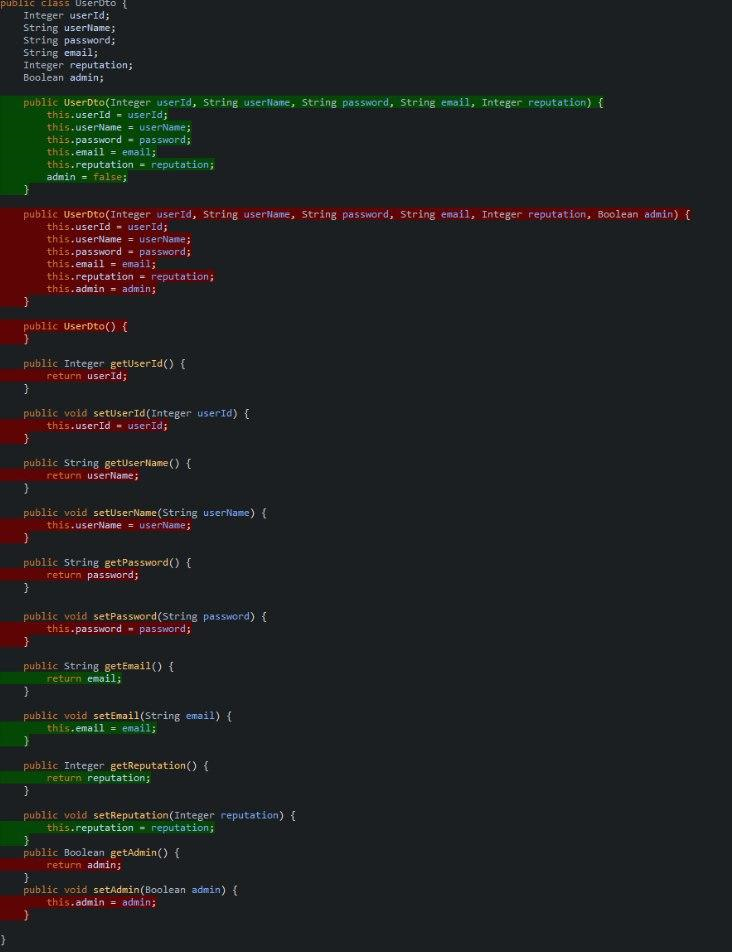 public class UserDto {
    Integer userId;
    String userName;
    String password;
    String email;
    Integer reputation;
    Boolean admin;

    public UserDto(Integer userId, String userName, String password, String email, Integer reputation) {
        this.userId = userId;
        this.userName = userName;
        this.password = password;
        this.email = email;
        this.reputation = reputation;
        admin = false;
    }

    public UserDto(Integer userId, String userName, String password, String email, Integer reputation, Boolean admin) {
        this.userId = userId;
        this.userName = userName;
        this.password = password;
        this.email = email;
        this.reputation = reputation;
        this.admin = admin;
    }

    public UserDto() {
    }

    public Integer getUserId() {
        return userId;
    }

    public void setUserId(Integer userId) {
        this.userId = userId;
    }

    public String getUserName() {
        return userName;
    }

    public void setUserName(String userName) {
        this.userName = userName;
    }

    public String getPassword() {
        return password;
    }

    public void setPassword(String password) {
        this.password = password;
    }

    public String getEmail() {
        return email;
    }

    public void setEmail(String email) {
        this.email = email;
    }

    public Integer getReputation() {
        return reputation;
    }

    public void setReputation(Integer reputation) {
        this.reputation = reputation;
    }
    public Boolean getAdmin() {
        return admin;
    }
    public void setAdmin(Boolean admin) {
        this.admin = admin;
    }

}